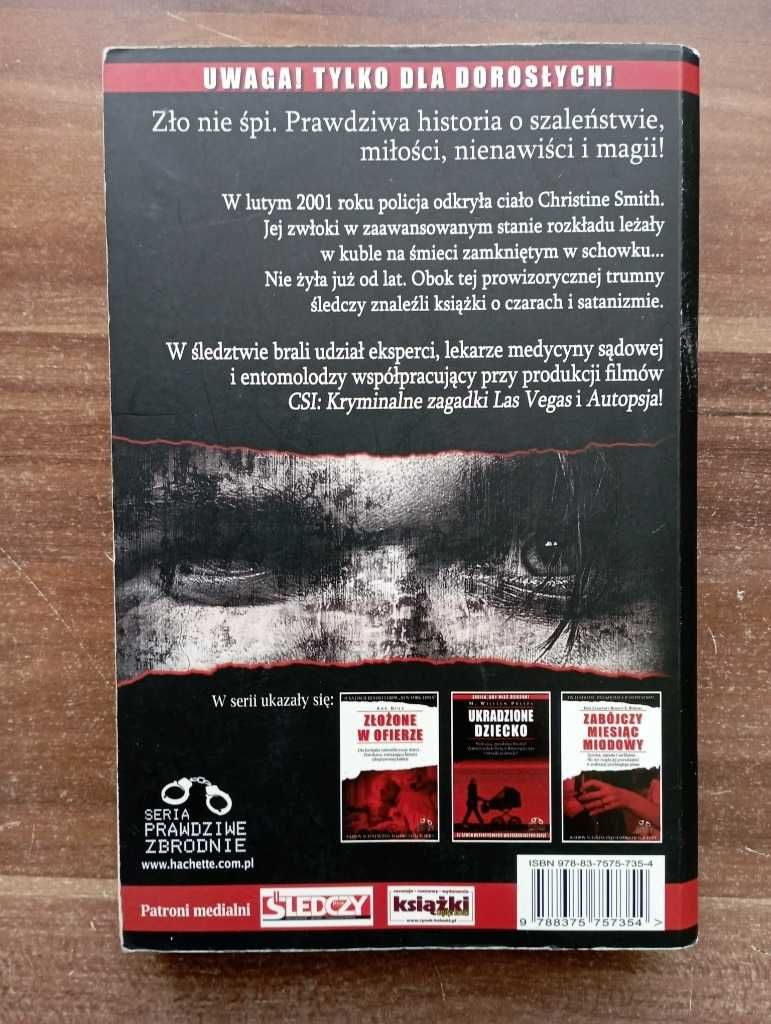 UWAGA! TYLKO DLA DOROSŁYCH!
Zło nie śpi. Prawdziwa historia o szaleństwie,
miłości, nienawiści i magii!
W lutym 2001 roku policja odkryła ciało Christine Smith.
Jej zwłoki w zaawansowanym stanie rozkładu leżały
w kuble na śmieci zamkniętym w schowku...
Nie żyła już od lat. Obok tej prowizorycznej trumny
śledczy znaleźli książki o czarach i satanizmie.
W śledztwie brali udział eksperci, lekarze medycyny sądowej
i entomolodzy współpracujący przy produkcji filmów
CSI: Kryminalne zagadki Las Vegas i Autopsja!
W serii ukazały się:
ZŁOŻONE
W OFIERZE
M. William Phelps
UKRADZIONE
DZIECKO
ZABÓJCZY
MIESIĄC
MIODOWY
SERIA
PRAWDZIWE
ZBRODNIE
www.hachette.com.pl
ISBN 978-83-7575-735-4
9 788375 757354 >
Patroni medialni
ŚLEDCZY
książki